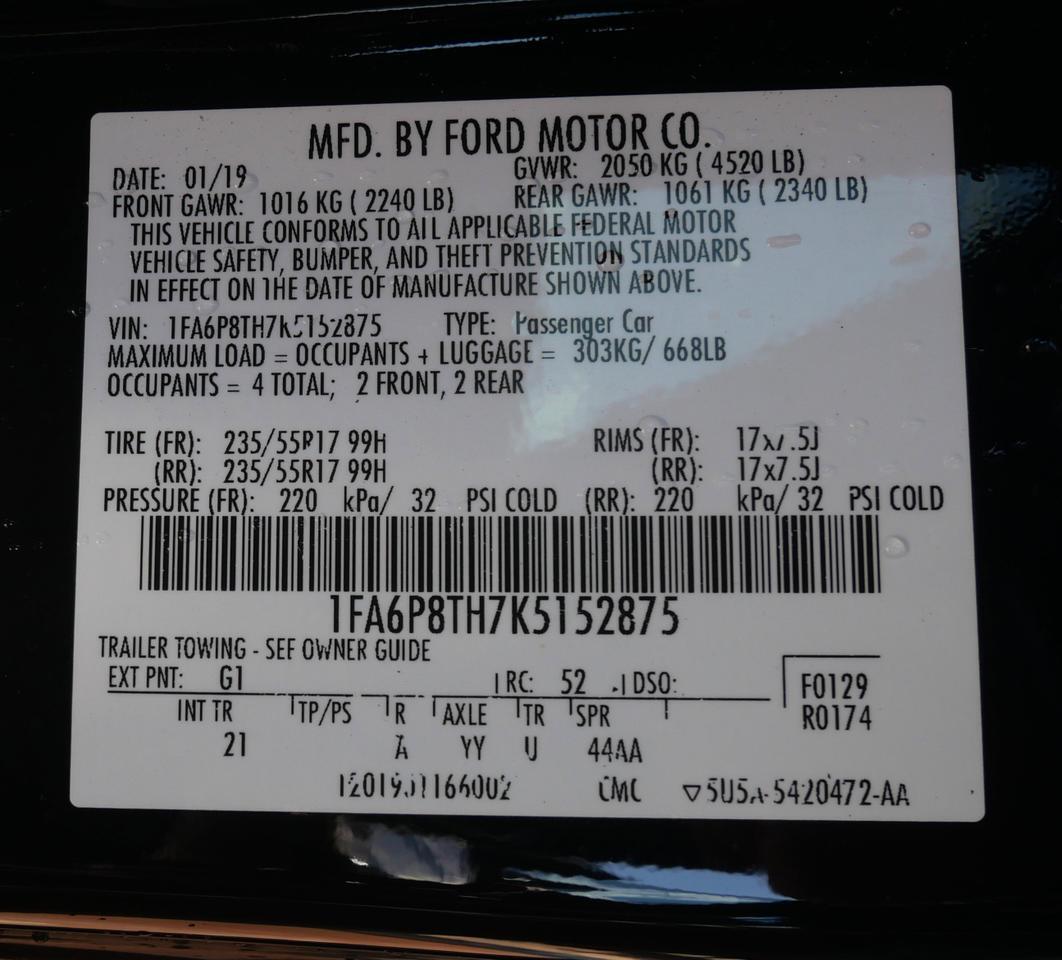 MFD. BY FORD MOTOR CO.
DATE: 01/19 GVWR: 2050 KG ( 4520 LB)
FRONT GAWR: 1016 KG ( 2240 LB) REAR GAWR: 1061 KG ( 2340 LB)
THIS VEHICLE CONFORMS TO ALL APPLICABLE FEDERAL MOTOR
VEHICLE SAFETY, BUMPER, AND THEFT PREVENTION STANDARDS
IN EFFECT ON THE DATE OF MANUFACTURE SHOWN ABOVE.
VIN: 1FA6P8TH7K5152875 TYPE: Passenger Car
MAXIMUM LOAD = OCCUPANTS + LUGGAGE = 303KG/ 668LB
OCCUPANTS = 4 TOTAL; 2 FRONT, 2 REAR
TIRE (FR): 235/55R17 99H RIMS (FR): 17x7.5J
(RR): 235/55R17 99H (RR): 17x7.5J
PRESSURE (FR): 220 kPa/ 32 PSI COLD (RR): 220 kPa/ 32 PSI COLD
1FA6P8TH7K5152875
TRAILER TOWING - SEE OWNER GUIDE
EXT PNT: G1 RC: 52 DSO: F0129
INT TR TP/PS R AXLE TR SPR R0174
21 A YY U 44AA
CMC ▽5U5A-5420472-AA